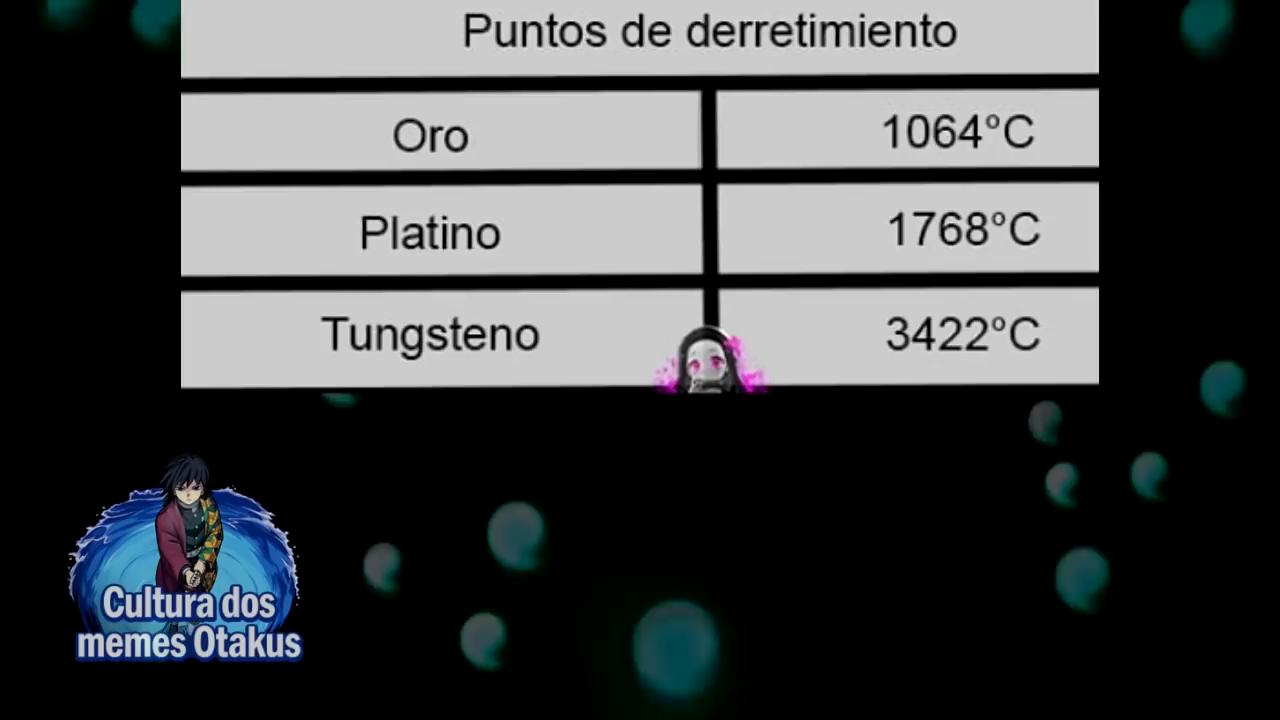 Puntos de derretimiento
Oro 1064°C
Platino 1768°C
Tungsteno 3422°C
Cultura dos
memes Otakus